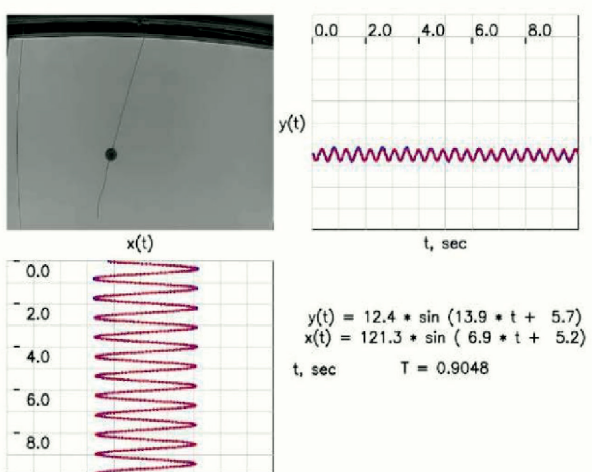 0.0 2.0 4.0 6.0 8.0
y(t)
x(t)
t, sec
0.0
2.0
4.0
6.0
8.0
y(t) = 12.4 * sin (13.9 * t + 5.7)
x(t) = 121.3 * sin ( 6.9 * t + 5.2)
t, sec T = 0.9048